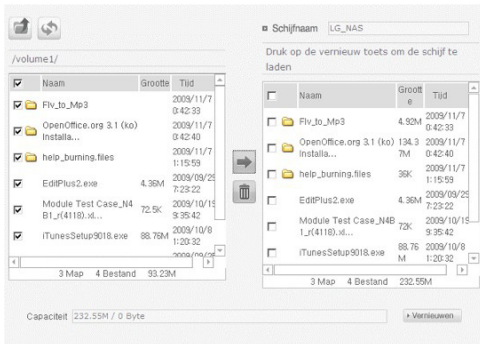 Schijfnaam LG_NAS
/volume1/
Druk op de vernieuw toets om de schijf te
laden
Naam Grootte Tijd
Flv_to_Mp3 2009/11/7
0:42:33
OpenOffice.org 3.1 (ko) 2009/11/7
Installa... 0:42:40
help_burning.files 2009/11/7
1:15:59
EditPlus2.exe 4.36M 2009/09/29
7:23:22
Module Test Case_N4 72.5K 2009/10/19
B1_r(4118).xl... 9:35:42
iTunesSetup9018.exe 88.76M 2009/10/8
1:20:32
3 Map 4 Bestand 93.23M
Naam Groott
e Tijd
Flv_to_Mp3 4.92M 2009/11/7
0:42:33
OpenOffice.org 3.1 (ko) 134.3 2009/11/7
Installa... 7M 0:42:40
help_burning.files 36K 2009/11/7
1:15:59
EditPlus2.exe 4.36M 2009/09/29
7:23:22
Module Test Case_N4B 72K 2009/10/19
1_r(4118).xl... 9:35:42
iTunesSetup9018.exe 88.76 2009/10/8
M 1:20:32
3 Map 4 Bestand 232.55M
Capaciteit 232.55M / 0 Byte
Vernieuwen